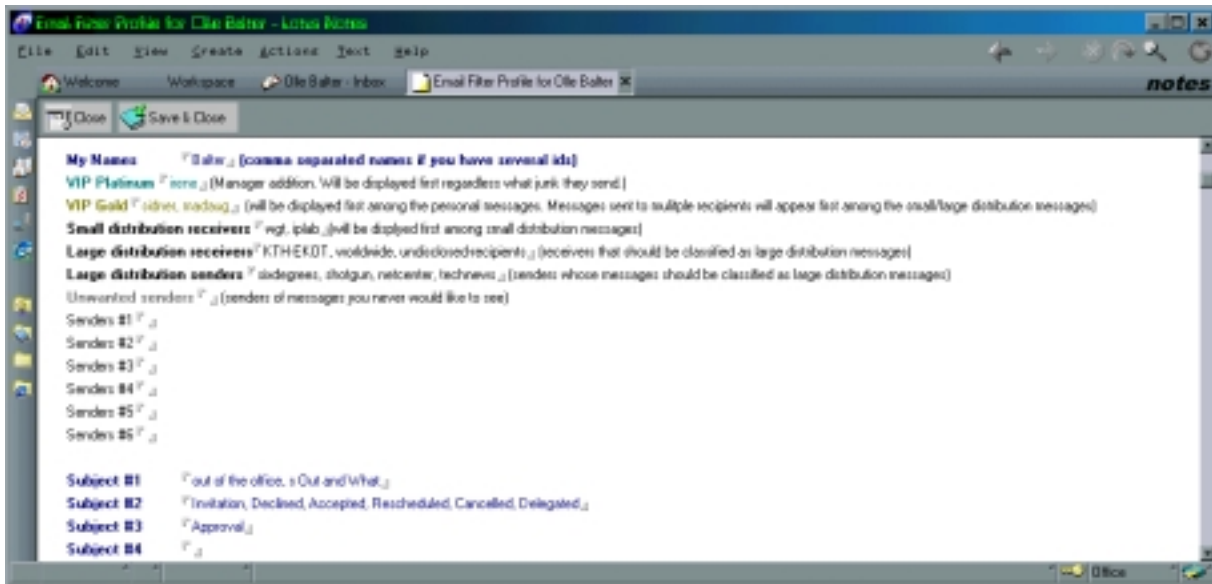 Email Filter Profile for Olle Balter - Lotus Notes
File Edit View Create Actions Text Help
Welcome Workspace Olle Balter - Inbox Email Filter Profile for Olle Balter notes
Close Save & Close
My Names Balter (comma separated names if you have several ids)
VIP Platinum irene (Manager addition. Will be displayed first regardless what junk they send.)
VIP Gold sidner, madaug (will be displayed first among the personal messages. Messages sent to mulitple recipients will appear first among the small/large distibution messages)
Small distribution receivers vgt, iplab (will be displyed first among small distribution messages)
Large distribution receivers KTH-EKOT, worldwide, undisclosed-recipients (receivers that should be classified as large distribution messages)
Large distribution senders sixdegrees, shotgun, netcenter, technews (senders whose messages should be classified as large distribution messages)
Unwanted senders (senders of messages you never would like to see)
Senders #1
Senders #2
Senders #3
Senders #4
Senders #5
Senders #6
Subject #1 out of the office, s Out and What
Subject #2 Invitation, Declined, Accepted, Rescheduled, Cancelled, Delegated
Subject #3 Approval
Subject #4
Office